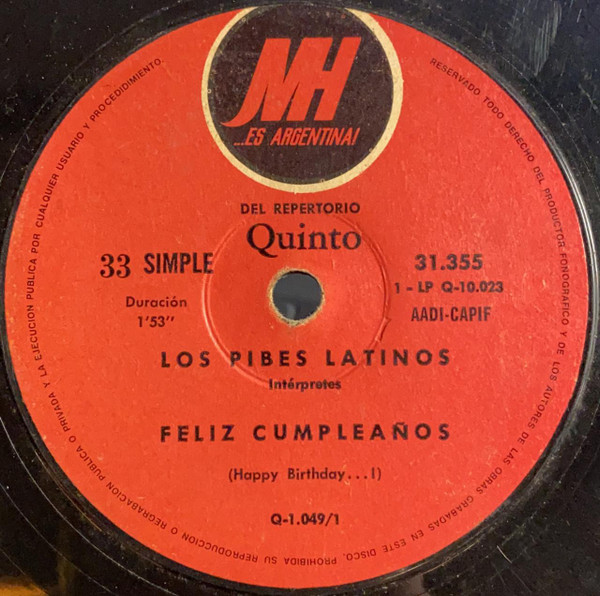 MH
...ES ARGENTINA!
DEL REPERTORIO
Quinto
33 SIMPLE
31.355
1 - LP Q-10.023
Duración
1'53"
AADI-CAPIF
LOS PIBES LATINOS
Intérpretes
FELIZ CUMPLEAÑOS
(Happy Birthday...!)
Q-1.049/1
RESERVADO TODO DERECHO DEL PRODUCTOR FONOGRAFICO Y DE LOS AUTORES DE LAS OBRAS GRABADAS EN ESTE DISCO. PROHIBIDA SU REPRODUCCION O REGRABACION PUBLICA O PRIVADA Y LA EJECUCION PUBLICA POR CUALQUIER USUARIO Y PROCEDIDIMIENTO.